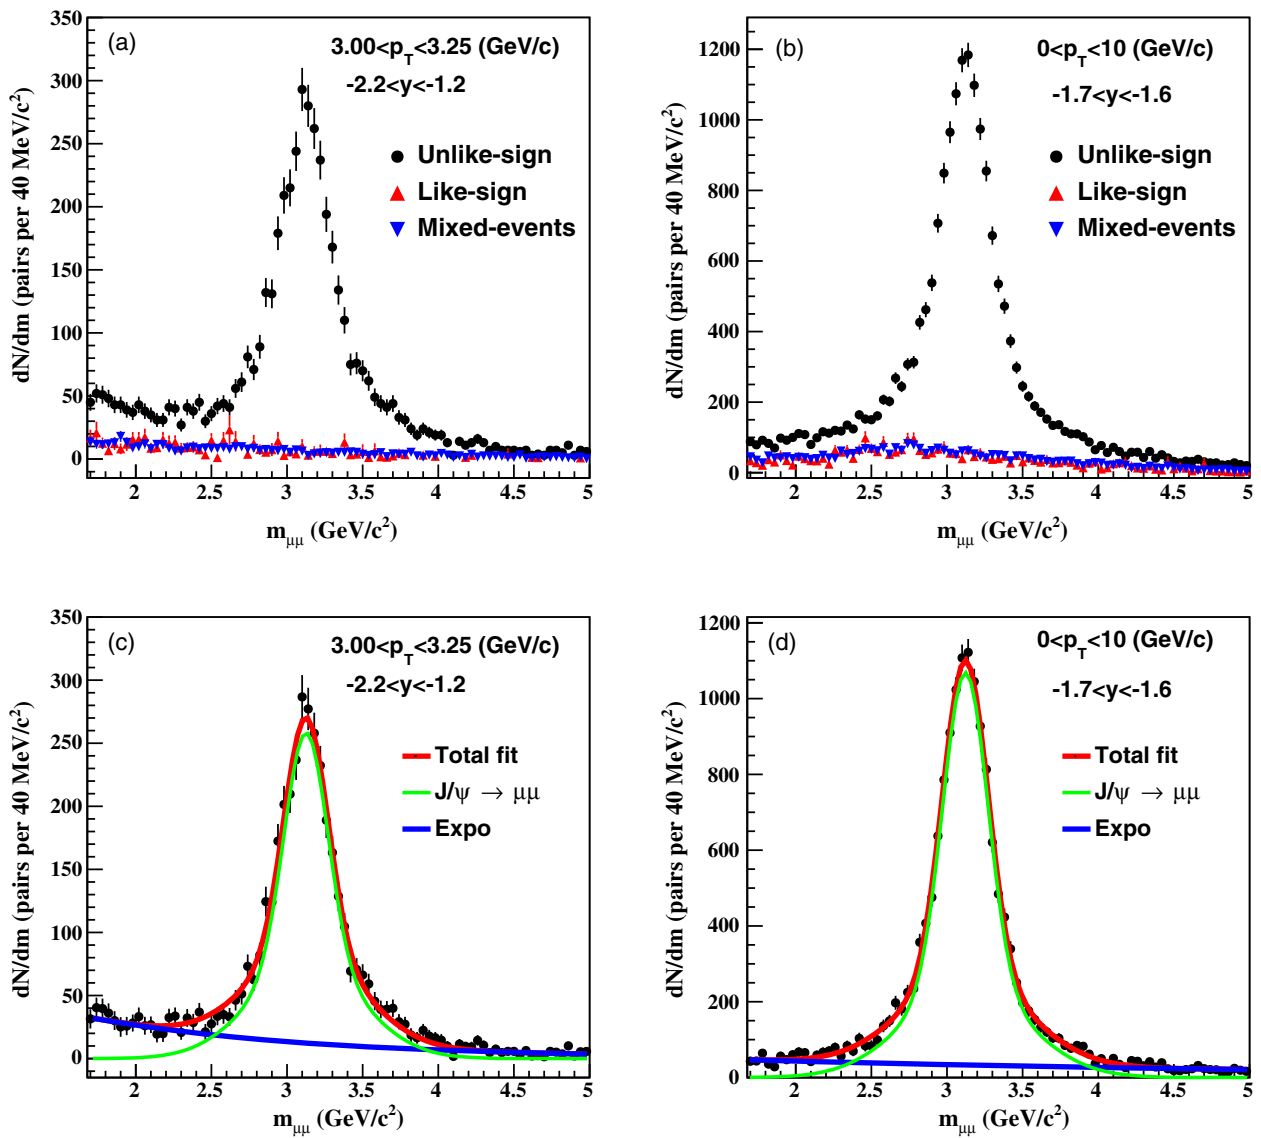 (a)
3.00<p_T<3.25 (GeV/c)
-2.2<y<-1.2
Unlike-sign
Like-sign
Mixed-events
dN/dm (pairs per 40 MeV/c²)
350
300
250
200
150
100
50
0
2 2.5 3 3.5 4 4.5 5
m_μμ (GeV/c²)
(b)
0<p_T<10 (GeV/c)
-1.7<y<-1.6
Unlike-sign
Like-sign
Mixed-events
dN/dm (pairs per 40 MeV/c²)
1200
1000
800
600
400
200
0
2 2.5 3 3.5 4 4.5 5
m_μμ (GeV/c²)
(c)
3.00<p_T<3.25 (GeV/c)
-2.2<y<-1.2
Total fit
J/ψ → μμ
Expo
dN/dm (pairs per 40 MeV/c²)
350
300
250
200
150
100
50
0
2 2.5 3 3.5 4 4.5 5
m_μμ (GeV/c²)
(d)
0<p_T<10 (GeV/c)
-1.7<y<-1.6
Total fit
J/ψ → μμ
Expo
dN/dm (pairs per 40 MeV/c²)
1200
1000
800
600
400
200
0
2 2.5 3 3.5 4 4.5 5
m_μμ (GeV/c²)